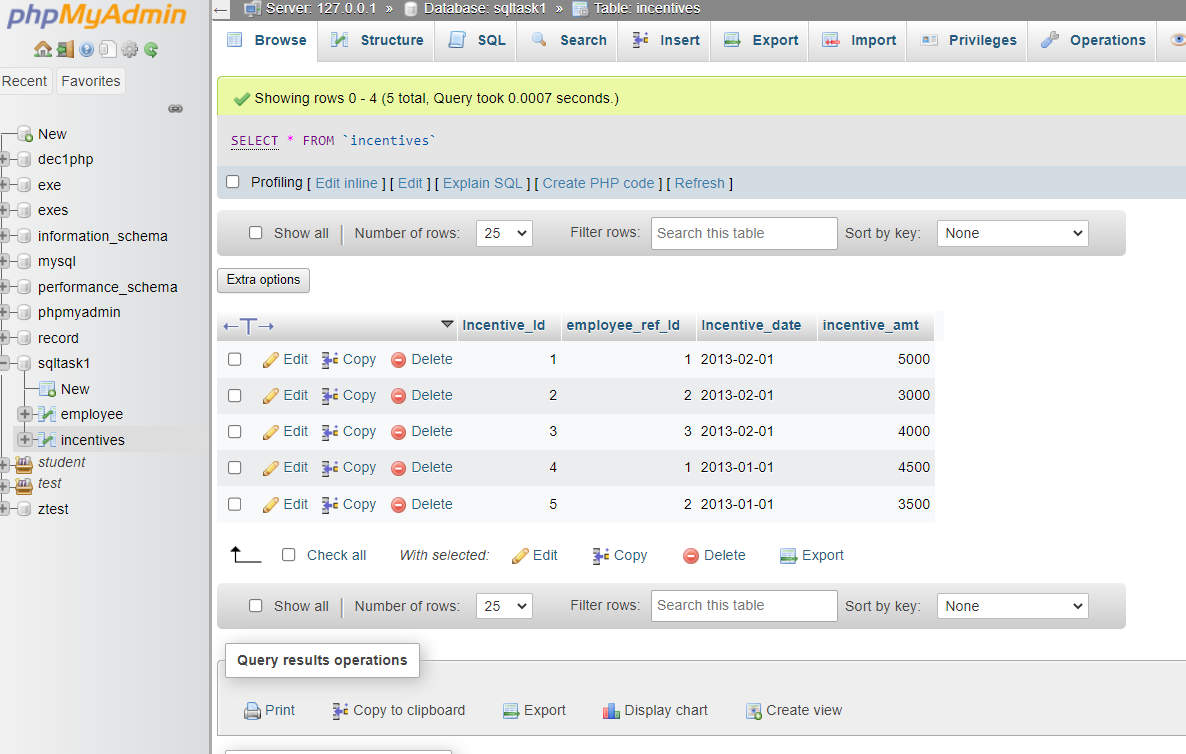 phpMyAdmin
Recent Favorites
New
dec1php
exe
exes
information_schema
mysql
performance_schema
phpmyadmin
record
sqltask1
New
employee
incentives
student
test
ztest
Server: 127.0.0.1 » Database: sqltask1 » Table: incentives
Browse Structure SQL Search Insert Export Import Privileges Operations
Showing rows 0 - 4 (5 total, Query took 0.0007 seconds.)
SELECT * FROM `incentives`
Profiling [ Edit inline ] [ Edit ] [ Explain SQL ] [ Create PHP code ] [ Refresh ]
Show all Number of rows: 25 Filter rows: Search this table Sort by key: None
Extra options
←T→ Incentive_Id employee_ref_Id Incentive_date incentive_amt
Edit Copy Delete 1 1 2013-02-01 5000
Edit Copy Delete 2 2 2013-02-01 3000
Edit Copy Delete 3 3 2013-02-01 4000
Edit Copy Delete 4 1 2013-01-01 4500
Edit Copy Delete 5 2 2013-01-01 3500
Check all With selected: Edit Copy Delete Export
Show all Number of rows: 25 Filter rows: Search this table Sort by key: None
Query results operations
Print Copy to clipboard Export Display chart Create view